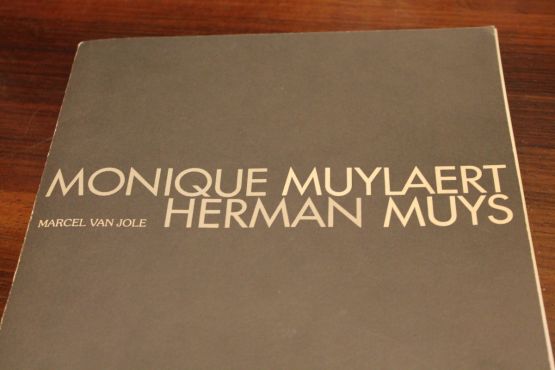 MONIQUE MUYLAERT
MARCEL VAN JOLE HERMAN MUYS